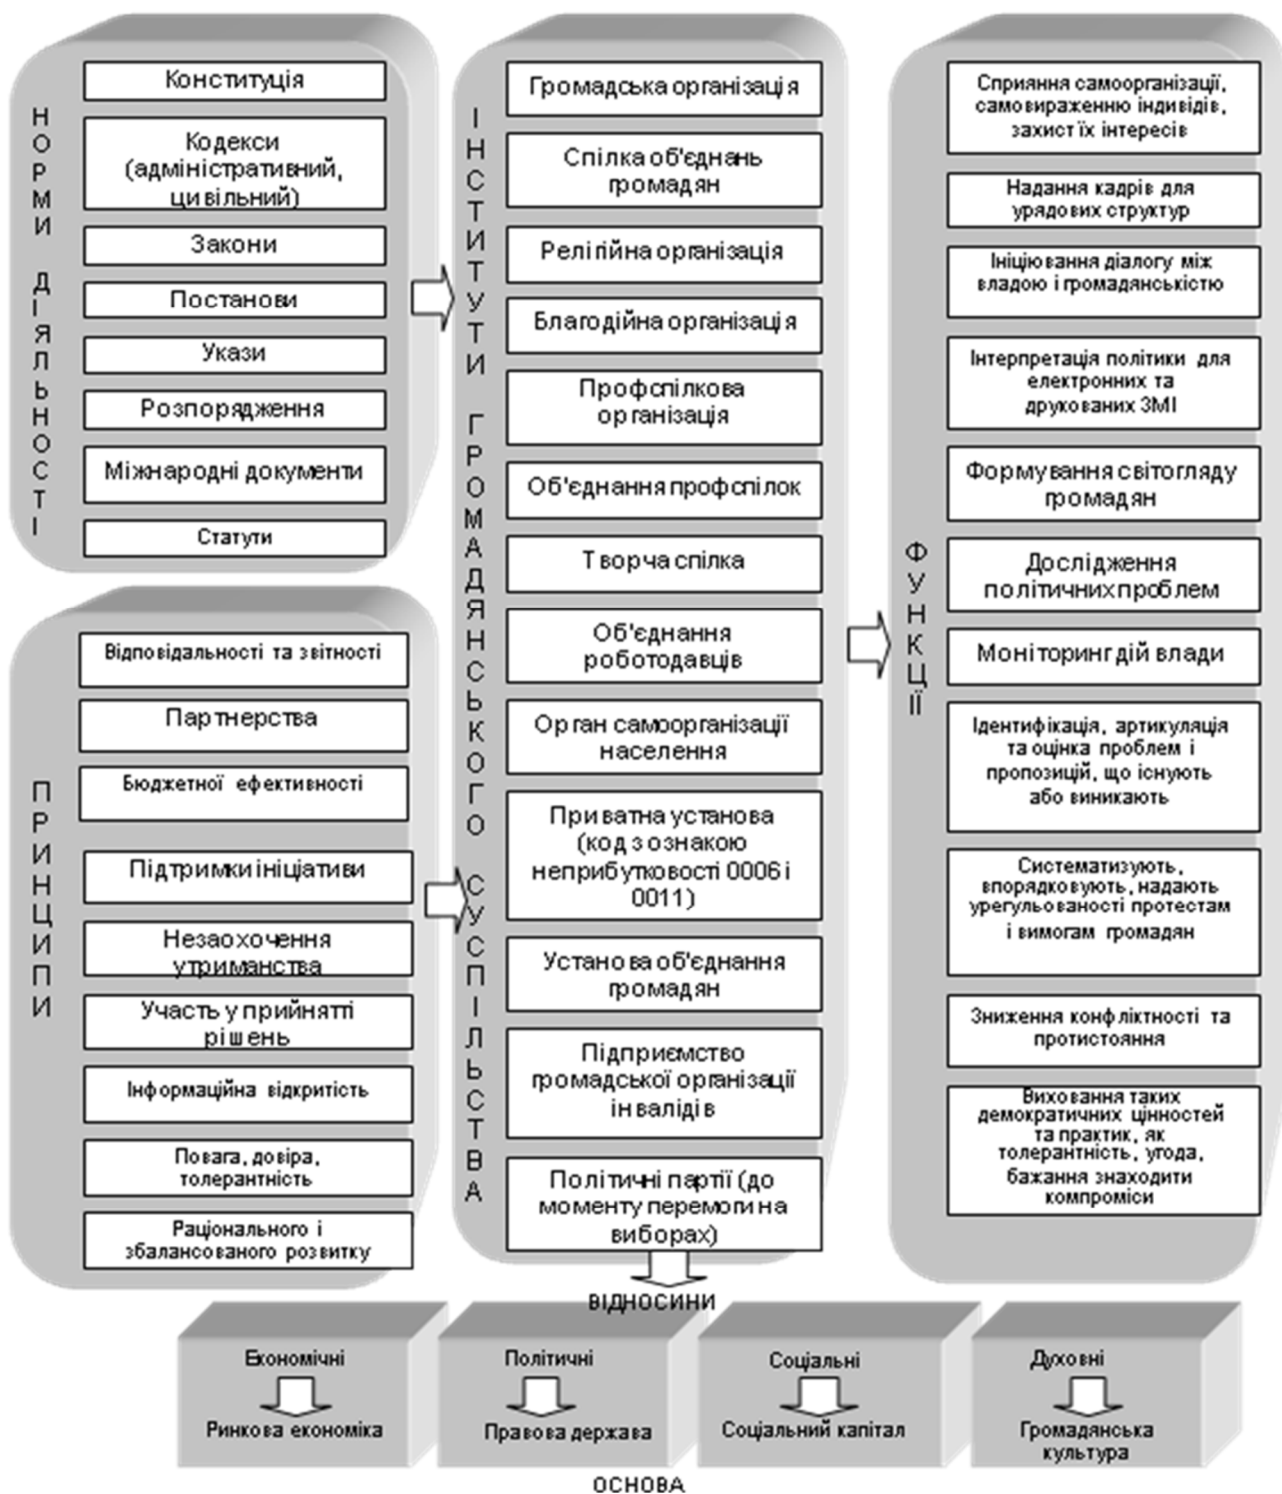 НОРМИ ДІЯЛЬНОСТІ
Конституція
Кодекси
(адміністративний,
цивільний)
Закони
Постанови
Укази
Розпорядження
Міжнародні документи
Статути
ПРИНЦИПИ
Відповідальності та звітності
Партнерства
Бюджетної ефективності
Підтримки ініціативи
Незаохочення
утриманства
Участь у прийнятті
рішень
Інформаційна відкритість
Повага, довіра,
толерантність
Раціонального і
збалансованого розвитку
ІНСТИТУТИ ГРОМАДЯНСЬКОГО СУСПІЛЬСТВА
Громадська організація
Спілка об'єднань
громадян
Релігійна організація
Благодійна організація
Профспілкова
організація
Об'єднання профспілок
Творча спілка
Об'єднання
роботодавців
Орган самоорганізації
населення
Приватна установа
(код з ознакою
неприбутковості 0006 і
0011)
Установа об'єднання
громадян
Підприємство
громадської організації
інвалідів
Політичні партії (до
моменту перемоги на
виборах)
ФУНКЦІЇ
Сприяння самоорганізації,
самовираженню індивідів,
захист їх інтересів
Надання кадрів для
урядових структур
Ініціювання діалогу між
владою і громадянськістю
Інтерпретація політики для
електронних та
друкованих ЗМІ
Формування світогляду
громадян
Дослідження
політичних проблем
Моніторинг дій влади
Ідентифікація, артикуляція
та оцінка проблем і
пропозицій, що існують
або виникають
Систематизують,
впорядковують, надають
урегульованості протестам
і вимогам громадян
Зниження конфліктності та
протистояння
Виховання таких
демократичних цінностей
та практик, як
толерантність, угода,
бажання знаходити
компроміси
ВІДНОСИНИ
Економічні
Ринкова економіка
Політичні
Правова держава
Соціальні
Соціальний капітал
Духовні
Громадянська
культура
ОСНОВА